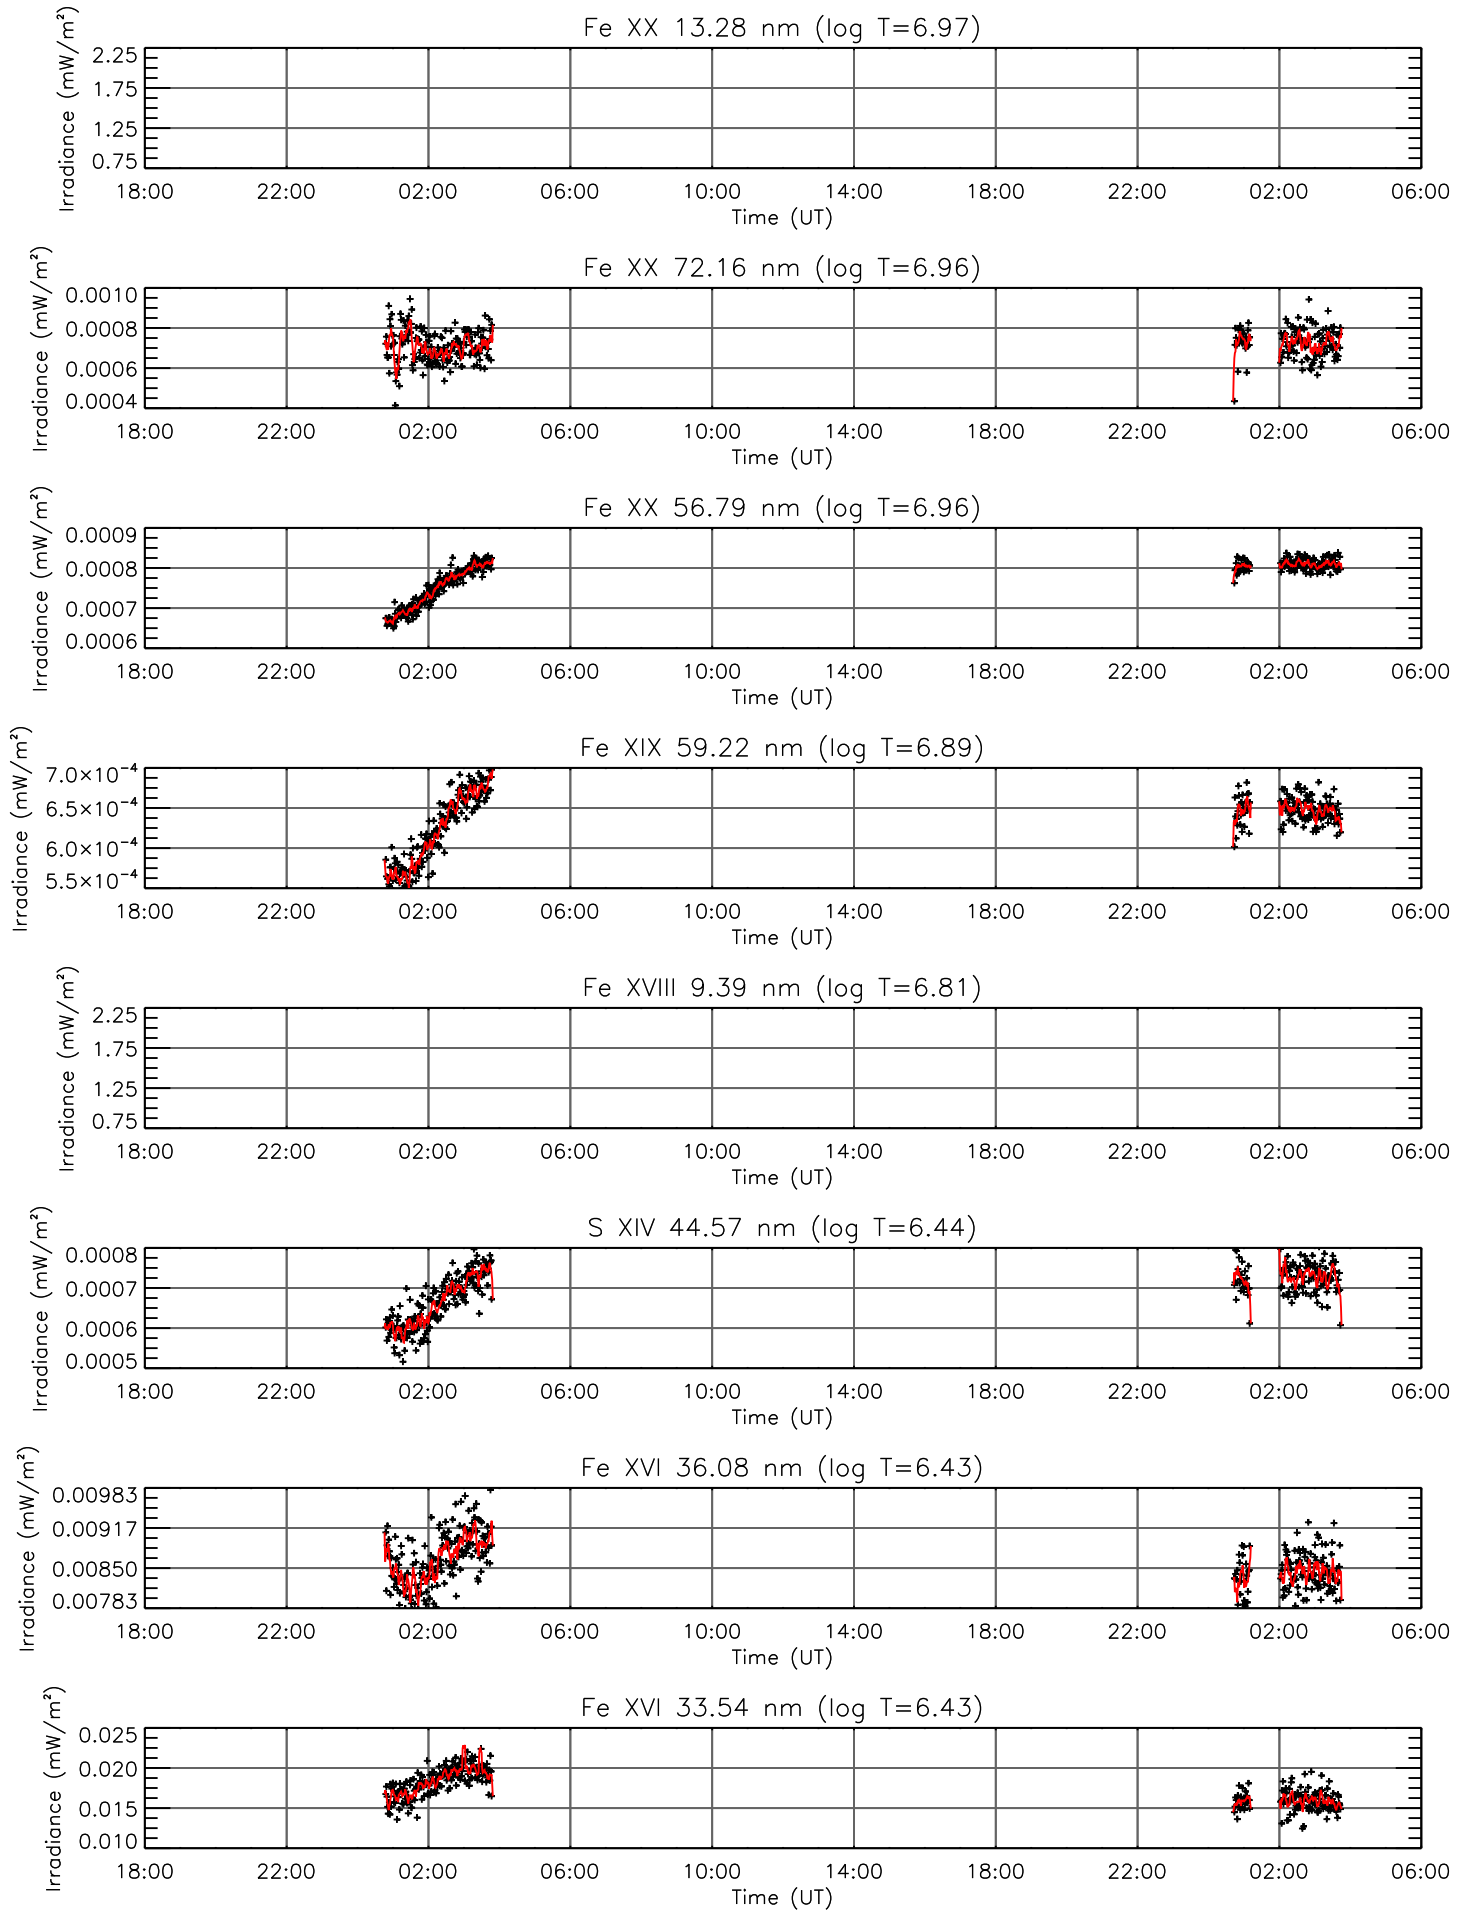 Fe XX 13.28 nm (log T=6.97)
Irradiance (mW/m²)
2.25
1.75
1.25
0.75
18:00 22:00 02:00 06:00 10:00 14:00 18:00 22:00 02:00 06:00
Time (UT)
Fe XX 72.16 nm (log T=6.96)
Irradiance (mW/m²)
0.0010
0.0008
0.0006
0.0004
18:00 22:00 02:00 06:00 10:00 14:00 18:00 22:00 02:00 06:00
Time (UT)
Fe XX 56.79 nm (log T=6.96)
Irradiance (mW/m²)
0.0009
0.0008
0.0007
0.0006
18:00 22:00 02:00 06:00 10:00 14:00 18:00 22:00 02:00 06:00
Time (UT)
Fe XIX 59.22 nm (log T=6.89)
Irradiance (mW/m²)
7.0×10⁻⁴
6.5×10⁻⁴
6.0×10⁻⁴
5.5×10⁻⁴
18:00 22:00 02:00 06:00 10:00 14:00 18:00 22:00 02:00 06:00
Time (UT)
Fe XVIII 9.39 nm (log T=6.81)
Irradiance (mW/m²)
2.25
1.75
1.25
0.75
18:00 22:00 02:00 06:00 10:00 14:00 18:00 22:00 02:00 06:00
Time (UT)
S XIV 44.57 nm (log T=6.44)
Irradiance (mW/m²)
0.0008
0.0007
0.0006
0.0005
18:00 22:00 02:00 06:00 10:00 14:00 18:00 22:00 02:00 06:00
Time (UT)
Fe XVI 36.08 nm (log T=6.43)
Irradiance (mW/m²)
0.00983
0.00917
0.00850
0.00783
18:00 22:00 02:00 06:00 10:00 14:00 18:00 22:00 02:00 06:00
Time (UT)
Fe XVI 33.54 nm (log T=6.43)
Irradiance (mW/m²)
0.025
0.020
0.015
0.010
18:00 22:00 02:00 06:00 10:00 14:00 18:00 22:00 02:00 06:00
Time (UT)